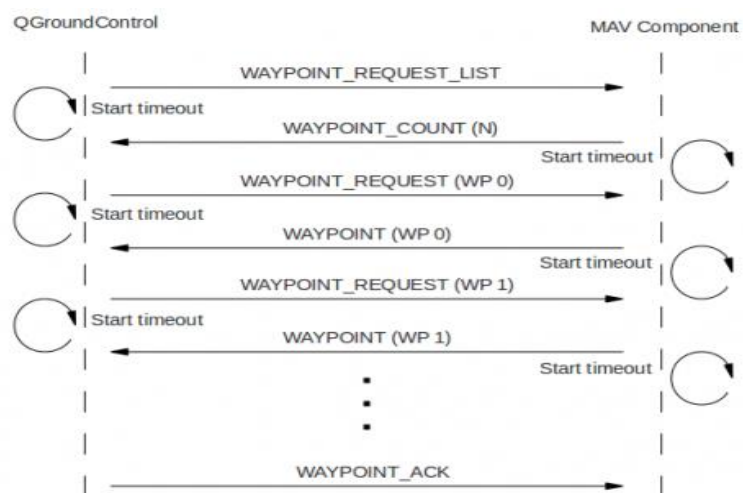 QGroundControl
MAV Component
WAYPOINT_REQUEST_LIST
Start timeout
WAYPOINT_COUNT (N)
Start timeout
WAYPOINT_REQUEST (WP 0)
Start timeout
WAYPOINT (WP 0)
Start timeout
WAYPOINT_REQUEST (WP 1)
Start timeout
WAYPOINT (WP 1)
Start timeout
WAYPOINT_ACK